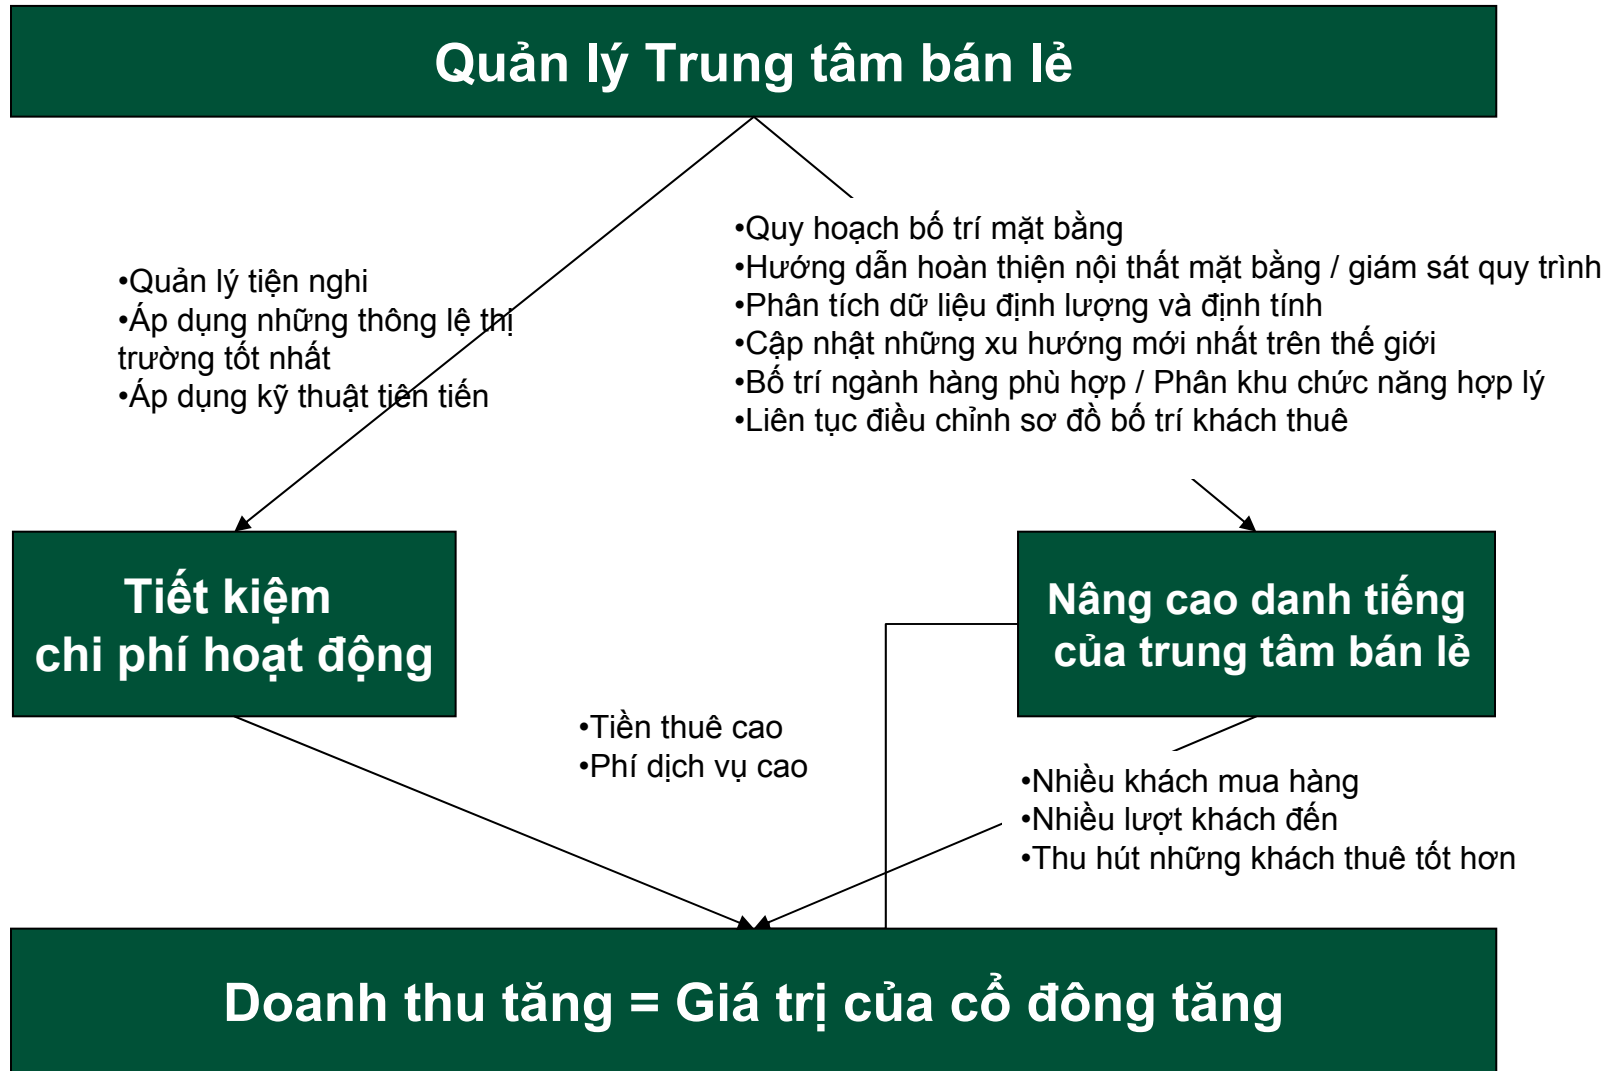 Quản lý Trung tâm bán lẻ
•Quản lý tiện nghi
•Áp dụng những thông lệ thị
trường tốt nhất
•Áp dụng kỹ thuật tiên tiến
•Quy hoạch bố trí mặt bằng
•Hướng dẫn hoàn thiện nội thất mặt bằng / giám sát quy trình
•Phân tích dữ liệu định lượng và định tính
•Cập nhật những xu hướng mới nhất trên thế giới
•Bố trí ngành hàng phù hợp / Phân khu chức năng hợp lý
•Liên tục điều chỉnh sơ đồ bố trí khách thuê
Tiết kiệm
chi phí hoạt động
Nâng cao danh tiếng
của trung tâm bán lẻ
•Tiền thuê cao
•Phí dịch vụ cao
•Nhiều khách mua hàng
•Nhiều lượt khách đến
•Thu hút những khách thuê tốt hơn
Doanh thu tăng = Giá trị của cổ đông tăng